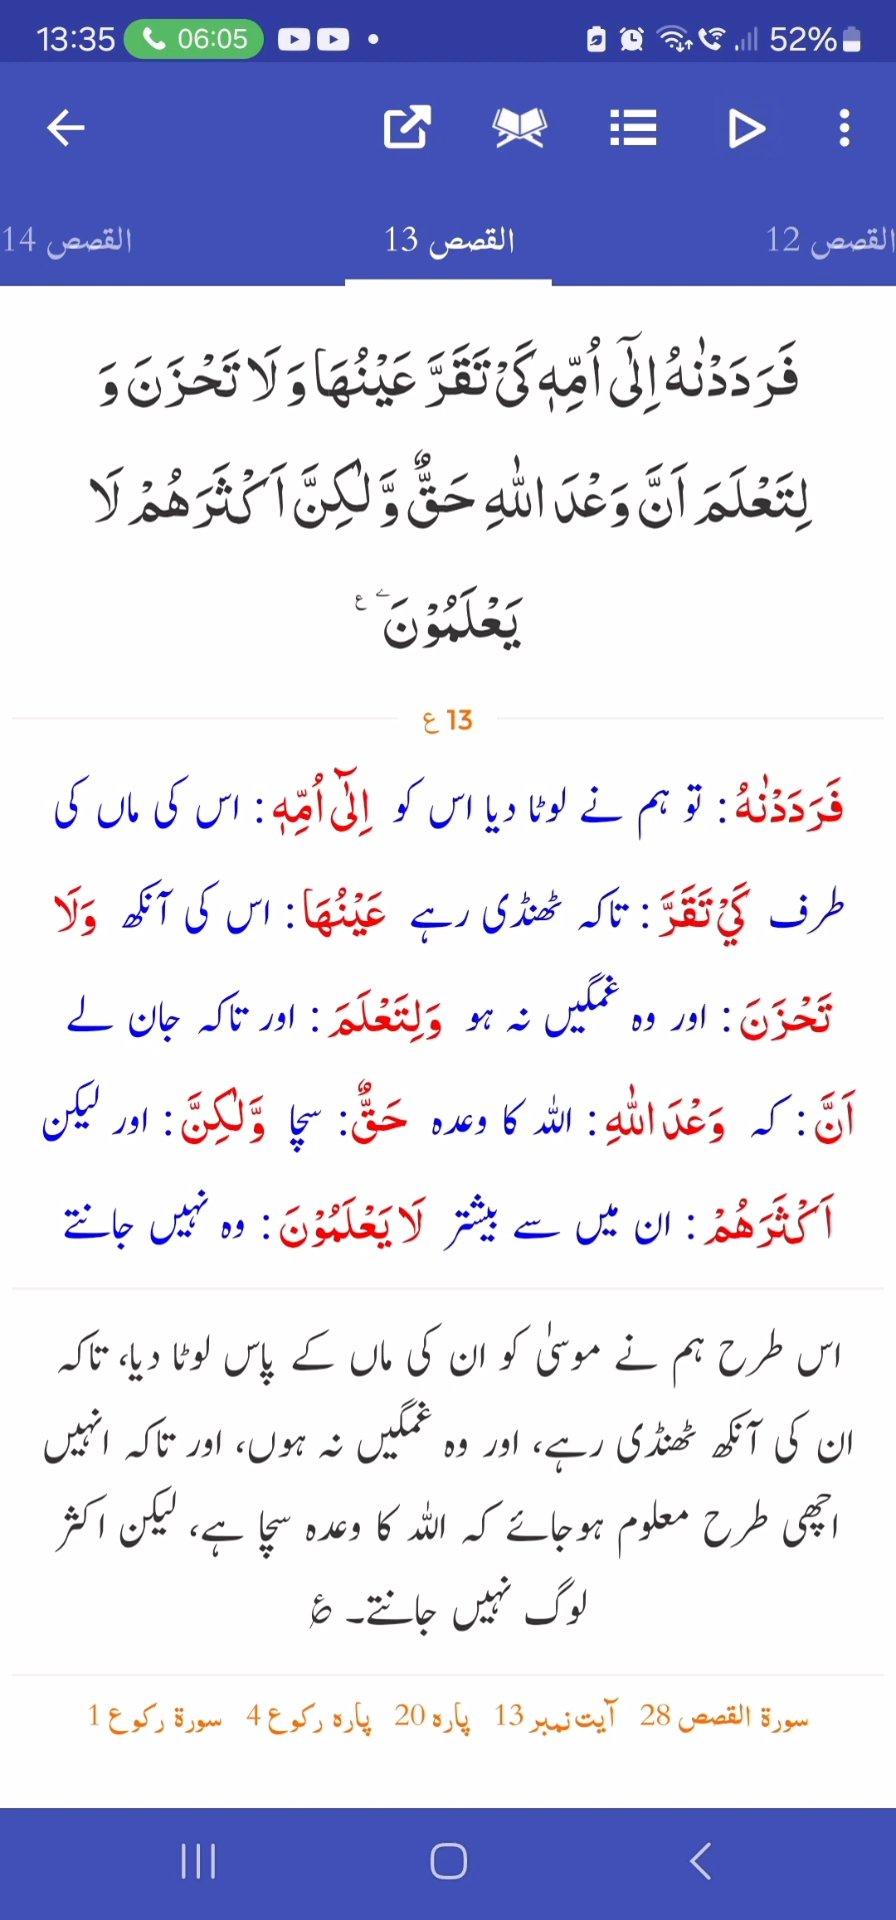 13:35 06:05 52%
القصص 12 القصص 13 القصص 14
فَرَدَدْنٰهُ اِلٰٓی اُمِّهٖ کَیْ تَقَرَّ عَیْنُهَا وَ لَا تَحْزَنَ وَ
لِتَعْلَمَ اَنَّ وَعْدَ اللّٰهِ حَقٌّ وَّ لٰکِنَّ اَکْثَرَهُمْ لَا
یَعْلَمُوْنَ۠ ع
13 ع
فَرَدَدْنٰهُ : تو ہم نے لوٹا دیا اس کو اِلٰٓی اُمِّهٖ : اس کی ماں کی
طرف كَيْ تَقَرَّ : تاکہ ٹھنڈی رہے عَيْنُهَا : اس کی آنکھ وَلَا
تَحْزَنَ : اور وہ غمگیں نہ ہو وَلِتَعْلَمَ : اور تاکہ جان لے
اَنَّ : کہ وَعْدَ اللّٰهِ : اللہ کا وعدہ حَقٌّ : سچا وَّلٰكِنَّ : اور لیکن
اَكْثَرَهُمْ : ان میں سے بیشتر لَا يَعْلَمُوْنَ : وہ نہیں جانتے
اس طرح ہم نے موسیٰ کو ان کی ماں کے پاس لوٹا دیا، تاکہ
ان کی آنکھ ٹھنڈی رہے، اور وہ غمگیں نہ ہوں، اور تاکہ انہیں
اچھی طرح معلوم ہوجائے کہ اللہ کا وعدہ سچا ہے، لیکن اکثر
لوگ نہیں جانتے۔ ع
سورة القصص 28 آیت نمبر 13 پارہ 20 پارہ رکوع 4 سورة رکوع 1